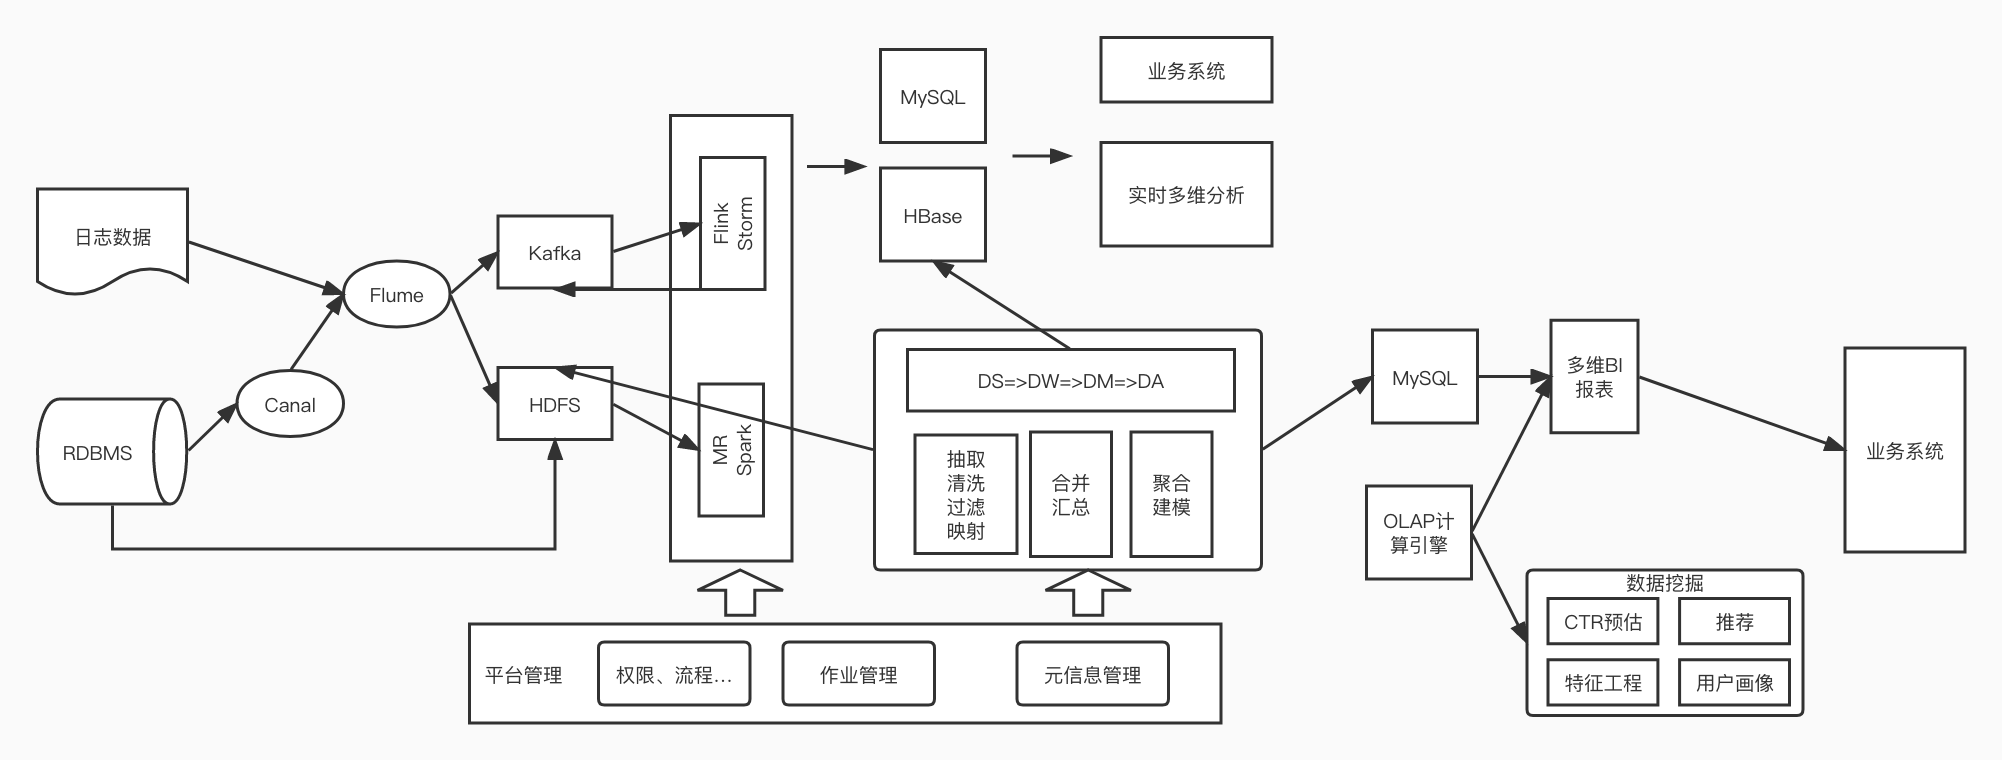 日志数据
RDBMS
Canal
Flume
Kafka
HDFS
Flink
Storm
MR
Spark
MySQL
HBase
业务系统
实时多维分析
DS=>DW=>DM=>DA
抽取
清洗
过滤
映射
合并
汇总
聚合
建模
平台管理
权限、流程...
作业管理
元信息管理
MySQL
OLAP计
算引擎
多维BI
报表
数据挖掘
CTR预估
推荐
特征工程
用户画像
业务系统